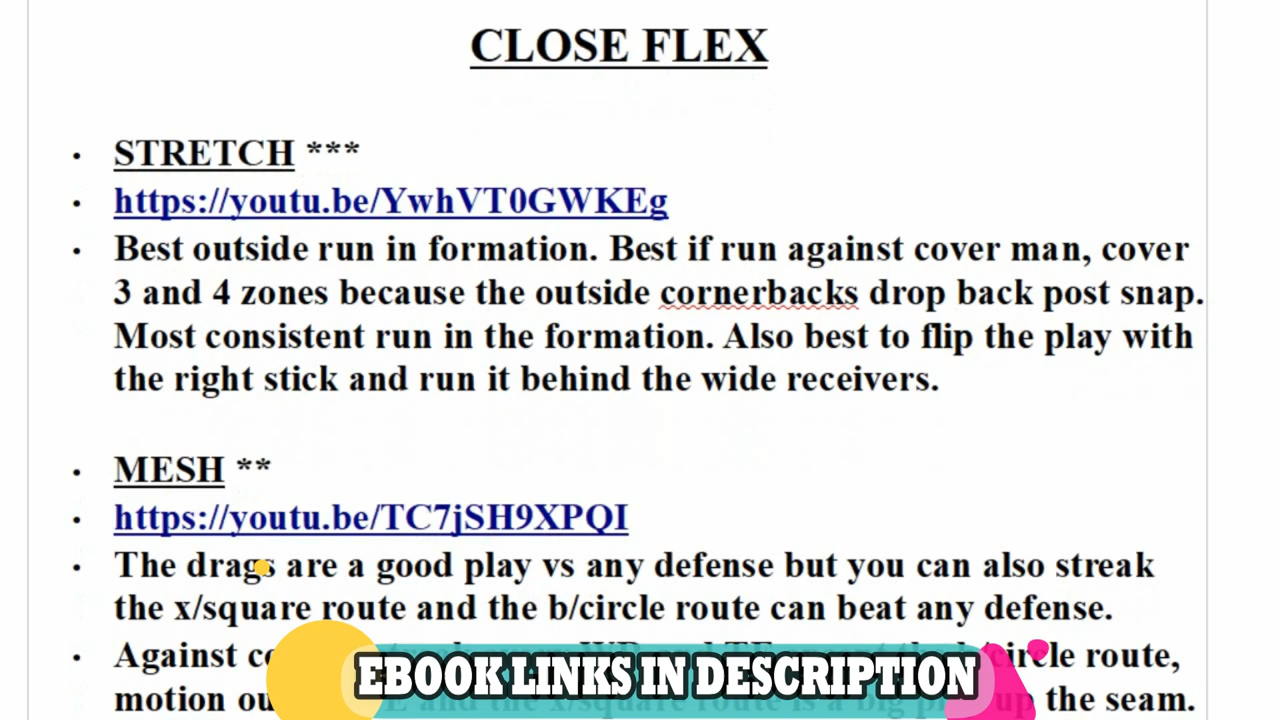 CLOSE FLEX
• STRETCH ***
• https://youtu.be/YwhVT0GWKEg
• Best outside run in formation. Best if run against cover man, cover
3 and 4 zones because the outside cornerbacks drop back post snap.
Most consistent run in the formation. Also best to flip the play with
the right stick and run it behind the wide receivers.
• MESH **
• https://youtu.be/TC7jSH9XPQI
• The drags are a good play vs any defense but you can also streak
the x/square route and the b/circle route can beat any defense.
• Against route,
motion up the seam.
EBOOK LINKS IN DESCRIPTION